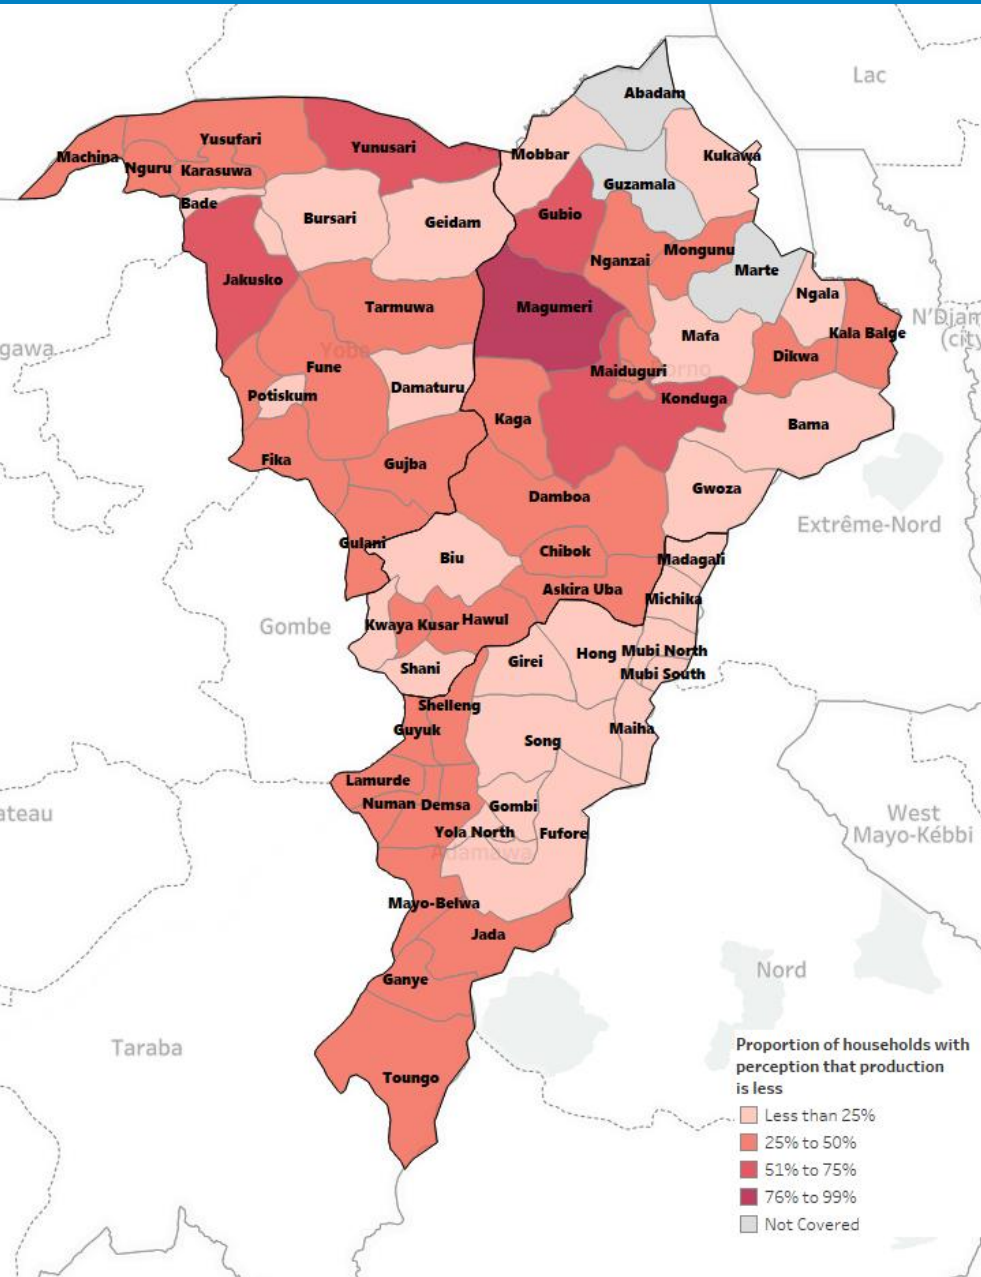 Lac
Abadam
Yusufari
Yunusari
Machina
Nguru
Karasuwa
Mobbar
Kukawa
Guzamala
Bade
Bursari
Geidam
Gubio
Nganzai
Mongunu
Marte
Jakusko
Tarmuwa
Magumeri
Ngala
N'Djam
(city
Kala Balge
Mafa
gawa
Yobe
Fune
Dikwa
Maiduguri
Borno
Potiskum
Damaturu
Konduga
Kaga
Bama
Fika
Gujba
Damboa
Gwoza
Extrême-Nord
Gulani
Biu
Chibok
Madagali
Askira Uba
Michika
Gombe
Kwaya Kusar
Hawul
Shani
Girei
Hong
Mubi North
Mubi South
Shelleng
Guyuk
Song
Maiha
Lamurde
Numan
Demsa
Gombi
ateau
Yola North
Fufore
West
Mayo-Kébbi
Adamawa
Mayo-Belwa
Jada
Nord
Ganye
Taraba
Toungo
Proportion of households with
perception that production
is less
Less than 25%
25% to 50%
51% to 75%
76% to 99%
Not Covered